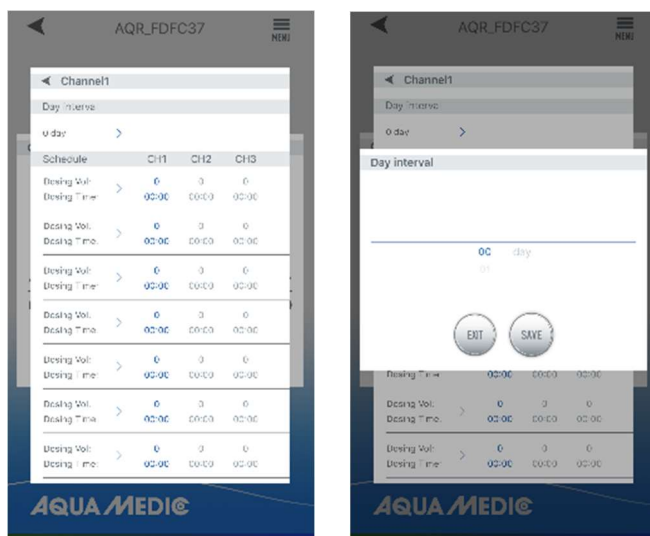 AQR_FDFC37
MENU
Channel1
Day interval
0 day
Schedule CH1 CH2 CH3
Dosing Vol: 0 0 0
Dosing Time: 00:00 00:00 00:00
Dosing Vol: 0 0 0
Dosing Time: 00:00 00:00 00:00
Dosing Vol: 0 0 0
Dosing Time: 00:00 00:00 00:00
Dosing Vol: 0 0 0
Dosing Time: 00:00 00:00 00:00
Dosing Vol: 0 0 0
Dosing Time: 00:00 00:00 00:00
Dosing Vol: 0 0 0
Dosing Time: 00:00 00:00 00:00
Dosing Vol: 0 0 0
Dosing Time: 00:00 00:00 00:00
AQUA MEDIC
AQR_FDFC37
MENU
Channel1
Day interval
0 day
Day interval
00 day
01
EXIT SAVE
Dosing Time: 00:00 00:00 00:00
Dosing Vol: 0 0 0
Dosing Time: 00:00 00:00 00:00
Dosing Vol: 0 0 0
Dosing Time: 00:00 00:00 00:00
AQUA MEDIC